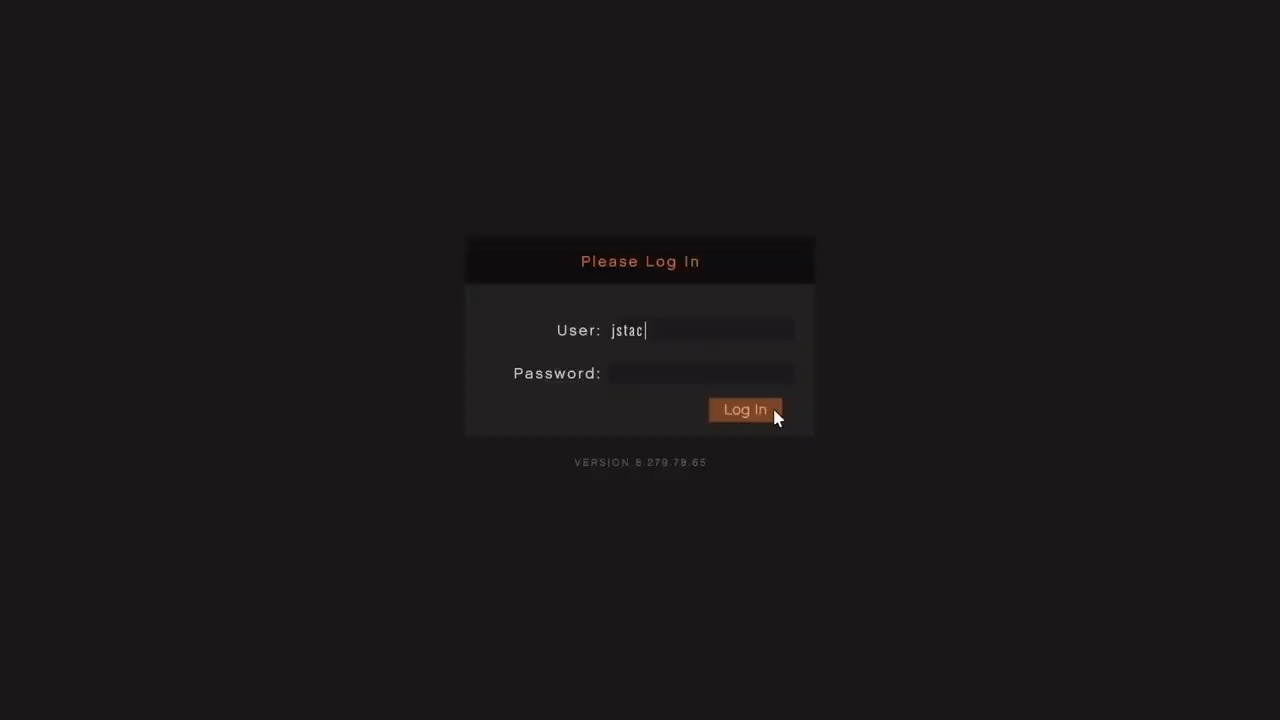 Please Log In
User: jstac
Password:
Log In
VERSION 8.279.79.65